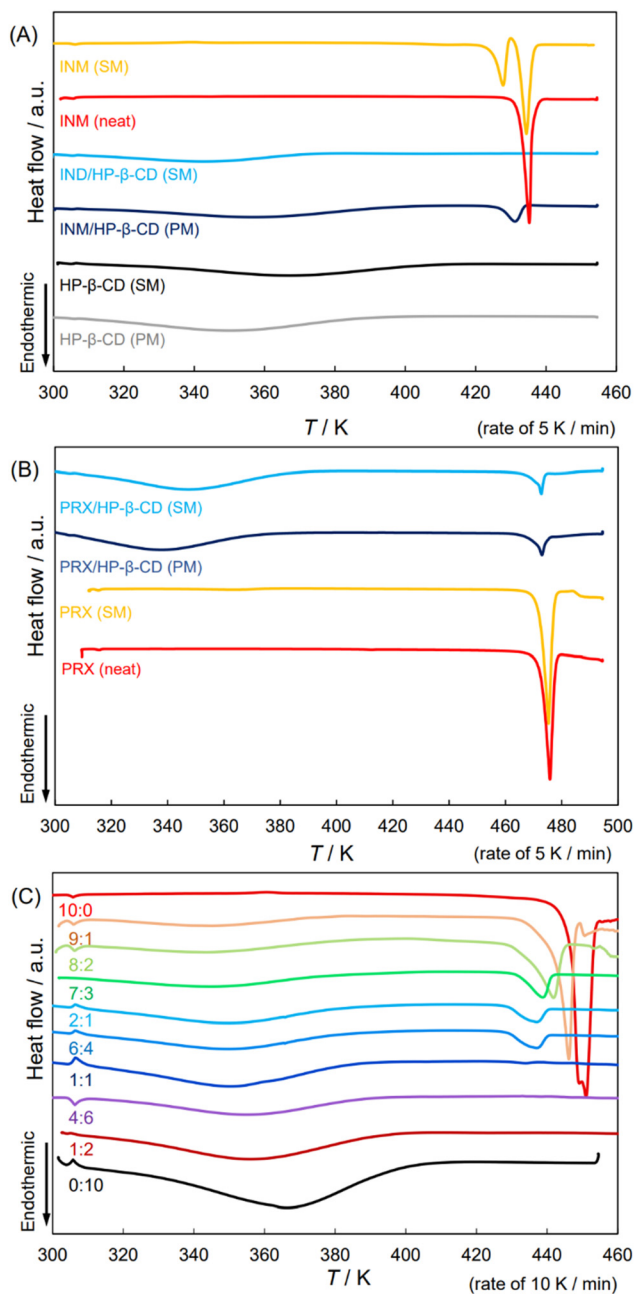 (A)
INM (SM)
INM (neat)
IND/HP-β-CD (SM)
INM/HP-β-CD (PM)
HP-β-CD (SM)
HP-β-CD (PM)
Heat flow / a.u.
Endothermic
300 320 340 360 380 400 420 440 460
T / K
(rate of 5 K / min)
(B)
PRX/HP-β-CD (SM)
PRX/HP-β-CD (PM)
PRX (SM)
PRX (neat)
Heat flow / a.u.
Endothermic
300 320 340 360 380 400 420 440 460 480 500
T / K
(rate of 5 K / min)
(C)
10:0
9:1
8:2
7:3
2:1
6:4
1:1
4:6
1:2
0:10
Heat flow / a.u.
Endothermic
300 320 340 360 380 400 420 440 460
T / K
(rate of 10 K / min)